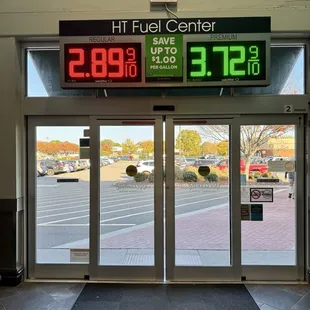 HT Fuel Center
REGULAR
PREMIUM
2.89 9/10
SAVE
UP TO
$1.00
PER GALLON
3.72 9/10
2